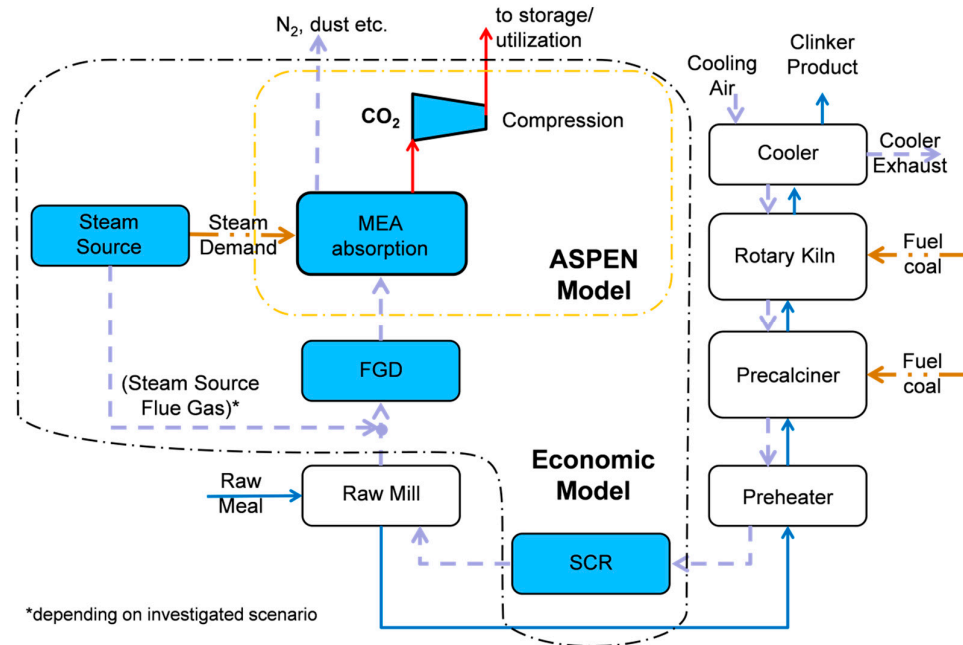 N₂, dust etc.
to storage/
utilization
Cooling
Air
Clinker
Product
CO₂
Compression
Cooler
Cooler
Exhaust
Steam
Source
Steam
Demand
MEA
absorption
ASPEN
Model
Rotary Kiln
Fuel
coal
FGD
Precalciner
Fuel
coal
(Steam Source
Flue Gas)*
Economic
Model
Raw
Meal
Raw Mill
Preheater
SCR
*depending on investigated scenario